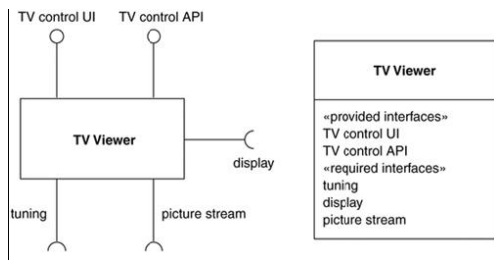 TV control UI
TV control API
TV Viewer
display
tuning
picture stream
TV Viewer
«provided interfaces»
TV control UI
TV control API
«required interfaces»
tuning
display
picture stream